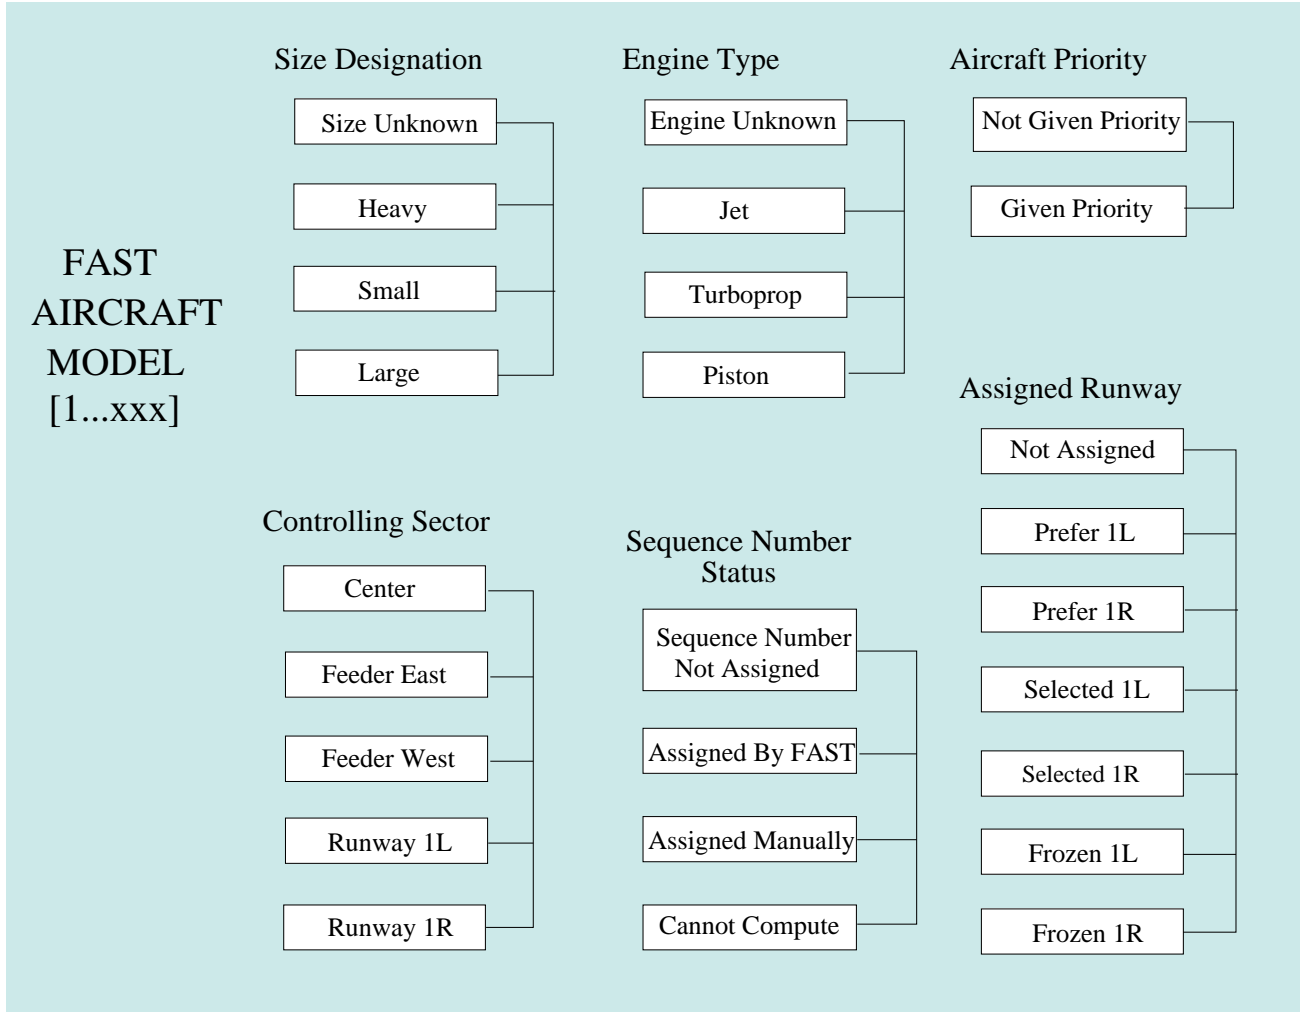 FAST
AIRCRAFT
MODEL
[1...xxx]
Size Designation
Size Unknown
Heavy
Small
Large
Engine Type
Engine Unknown
Jet
Turboprop
Piston
Aircraft Priority
Not Given Priority
Given Priority
Controlling Sector
Center
Feeder East
Feeder West
Runway 1L
Runway 1R
Sequence Number
Status
Sequence Number
Not Assigned
Assigned By FAST
Assigned Manually
Cannot Compute
Assigned Runway
Not Assigned
Prefer 1L
Prefer 1R
Selected 1L
Selected 1R
Frozen 1L
Frozen 1R